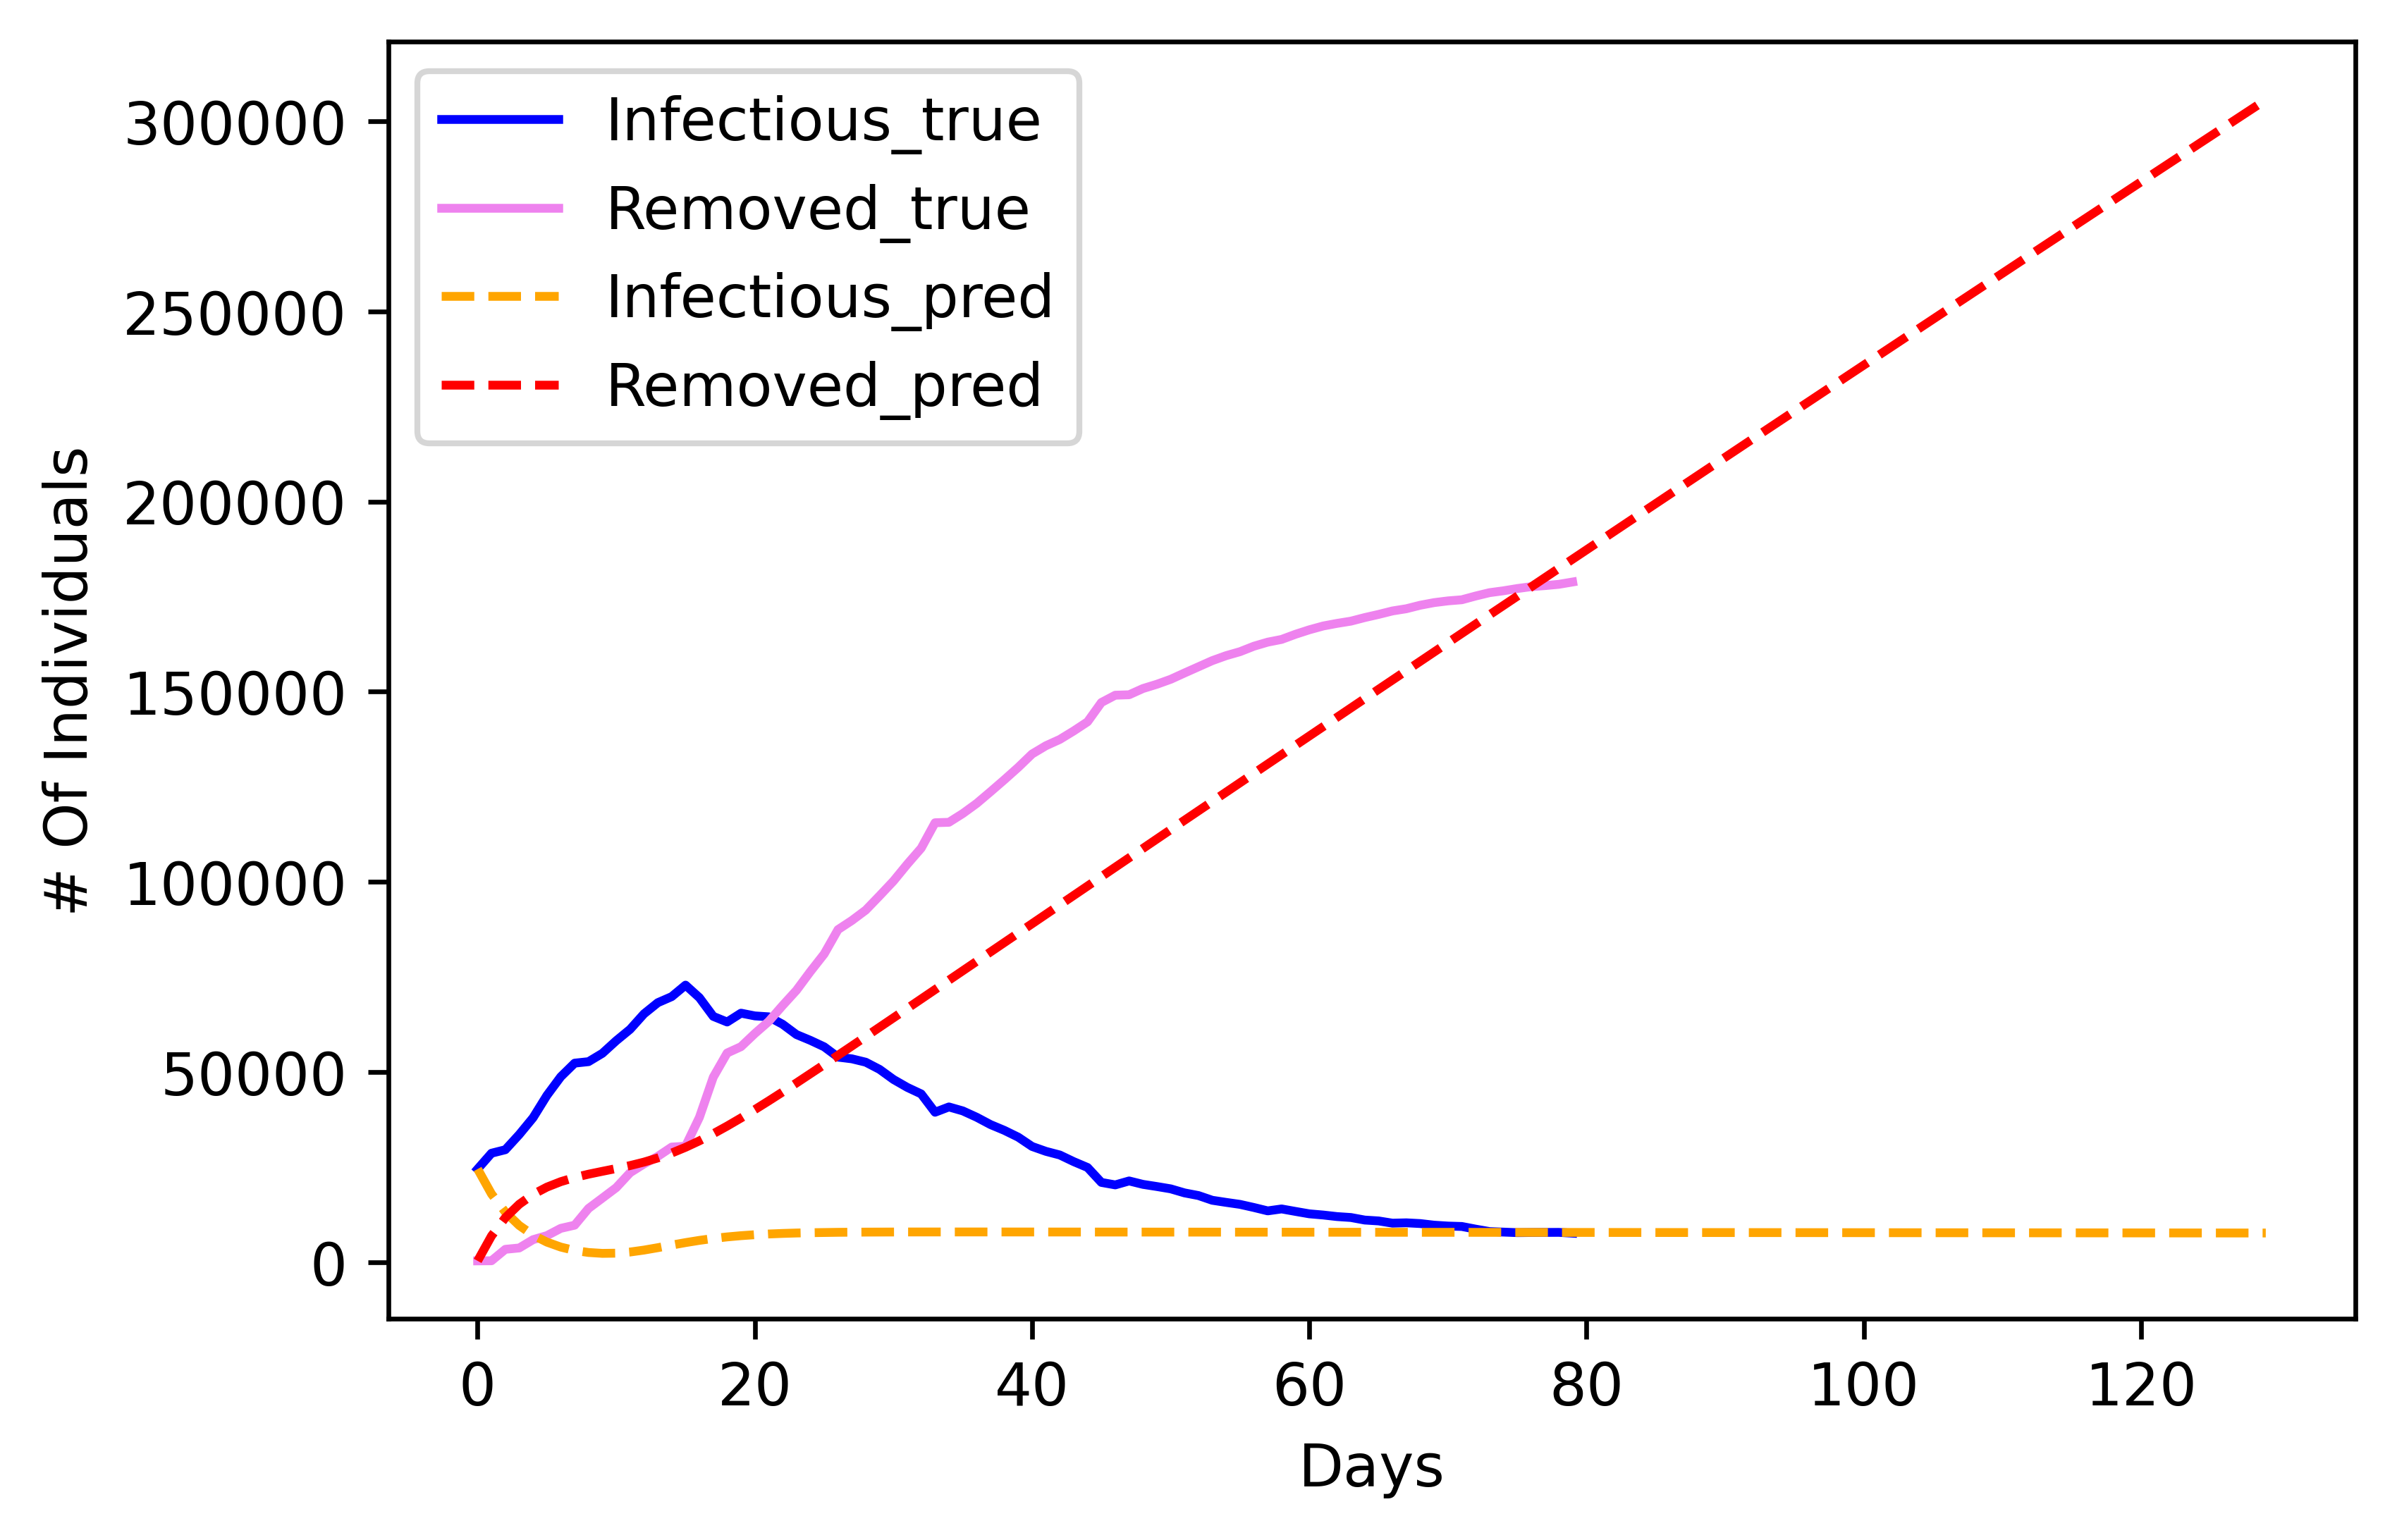 Infectious_true
Removed_true
Infectious_pred
Removed_pred
300000
250000
200000
150000
100000
50000
0
# Of Individuals
0 20 40 60 80 100 120
Days